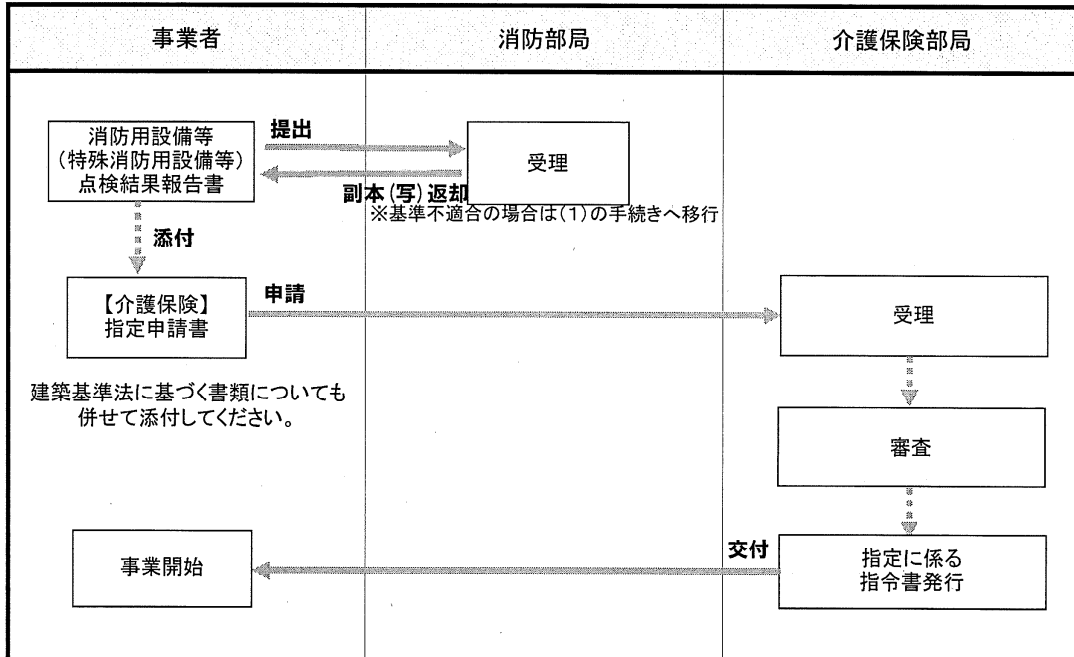 事業者
消防部局
介護保険部局
消防用設備等
(特殊消防用設備等)
点検結果報告書
提出
受理
副本(写)返却
※基準不適合の場合は(1)の手続きへ移行
添付
【介護保険】
指定申請書
申請
受理
建築基準法に基づく書類についても
併せて添付してください。
審査
事業開始
交付
指定に係る
指令書発行